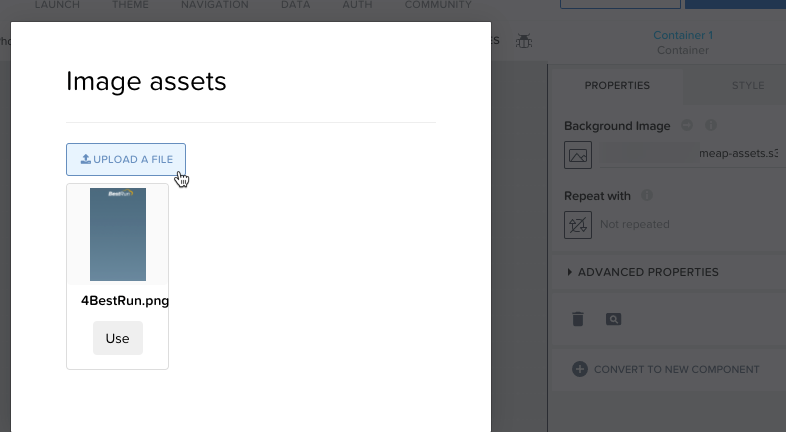 LAUNCH THEME NAVIGATION DATA AUTH COMMUNITY
Container 1
Container
Image assets
PROPERTIES STYLE
Background Image
UPLOAD A FILE
meap-assets.s3
BestRun
Repeat with
Not repeated
ADVANCED PROPERTIES
4BestRun.png
Use
CONVERT TO NEW COMPONENT